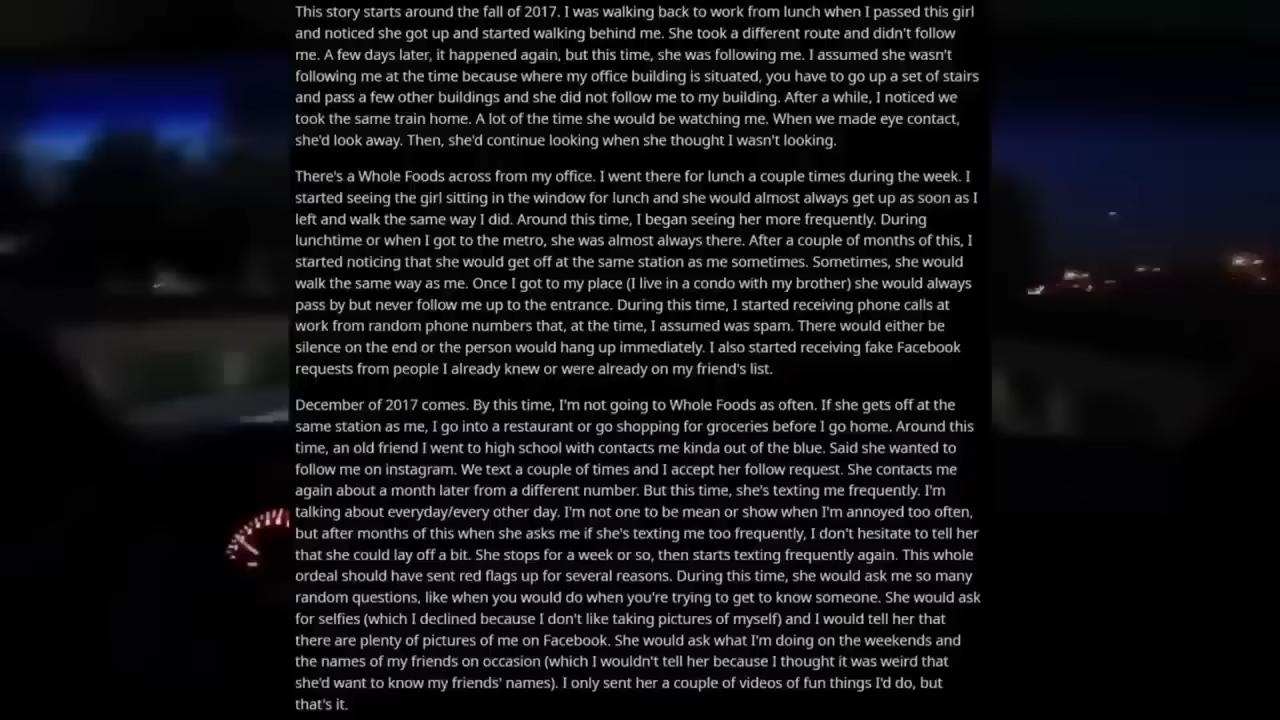 This story starts around the fall of 2017. I was walking back to work from lunch when I passed this girl
and noticed she got up and started walking behind me. She took a different route and didn't follow
me. A few days later, it happened again, but this time, she was following me. I assumed she wasn't
following me at the time because where my office building is situated, you have to go up a set of stairs
and pass a few other buildings and she did not follow me to my building. After a while, I noticed we
took the same train home. A lot of the time she would be watching me. When we made eye contact,
she'd look away. Then, she'd continue looking when she thought I wasn't looking.
There's a Whole Foods across from my office. I went there for lunch a couple times during the week. I
started seeing the girl sitting in the window for lunch and she would almost always get up as soon as I
left and walk the same way I did. Around this time, I began seeing her more frequently. During
lunchtime or when I got to the metro, she was almost always there. After a couple of months of this, I
started noticing that she would get off at the same station as me sometimes. Sometimes, she would
walk the same way as me. Once I got to my place (I live in a condo with my brother) she would always
pass by but never follow me up to the entrance. During this time, I started receiving phone calls at
work from random phone numbers that, at the time, I assumed was spam. There would either be
silence on the end or the person would hang up immediately. I also started receiving fake Facebook
requests from people I already knew or were already on my friend's list.
December of 2017 comes. By this time, I'm not going to Whole Foods as often. If she gets off at the
same station as me, I go into a restaurant or go shopping for groceries before I go home. Around this
time, an old friend I went to high school with contacts me kinda out of the blue. Said she wanted to
follow me on instagram. We text a couple of times and I accept her follow request. She contacts me
again about a month later from a different number. But this time, she's texting me frequently. I'm
talking about everyday/every other day. I'm not one to be mean or show when I'm annoyed too often,
but after months of this when she asks me if she's texting me too frequently, I don't hesitate to tell her
that she could lay off a bit. She stops for a week or so, then starts texting frequently again. This whole
ordeal should have sent red flags up for several reasons. During this time, she would ask me so many
random questions, like when you would do when you're trying to get to know someone. She would ask
for selfies (which I declined because I don't like taking pictures of myself) and I would tell her that
there are plenty of pictures of me on Facebook. She would ask what I'm doing on the weekends and
the names of my friends on occasion (which I wouldn't tell her because I thought it was weird that
she'd want to know my friends' names). I only sent her a couple of videos of fun things I'd do, but
that's it.